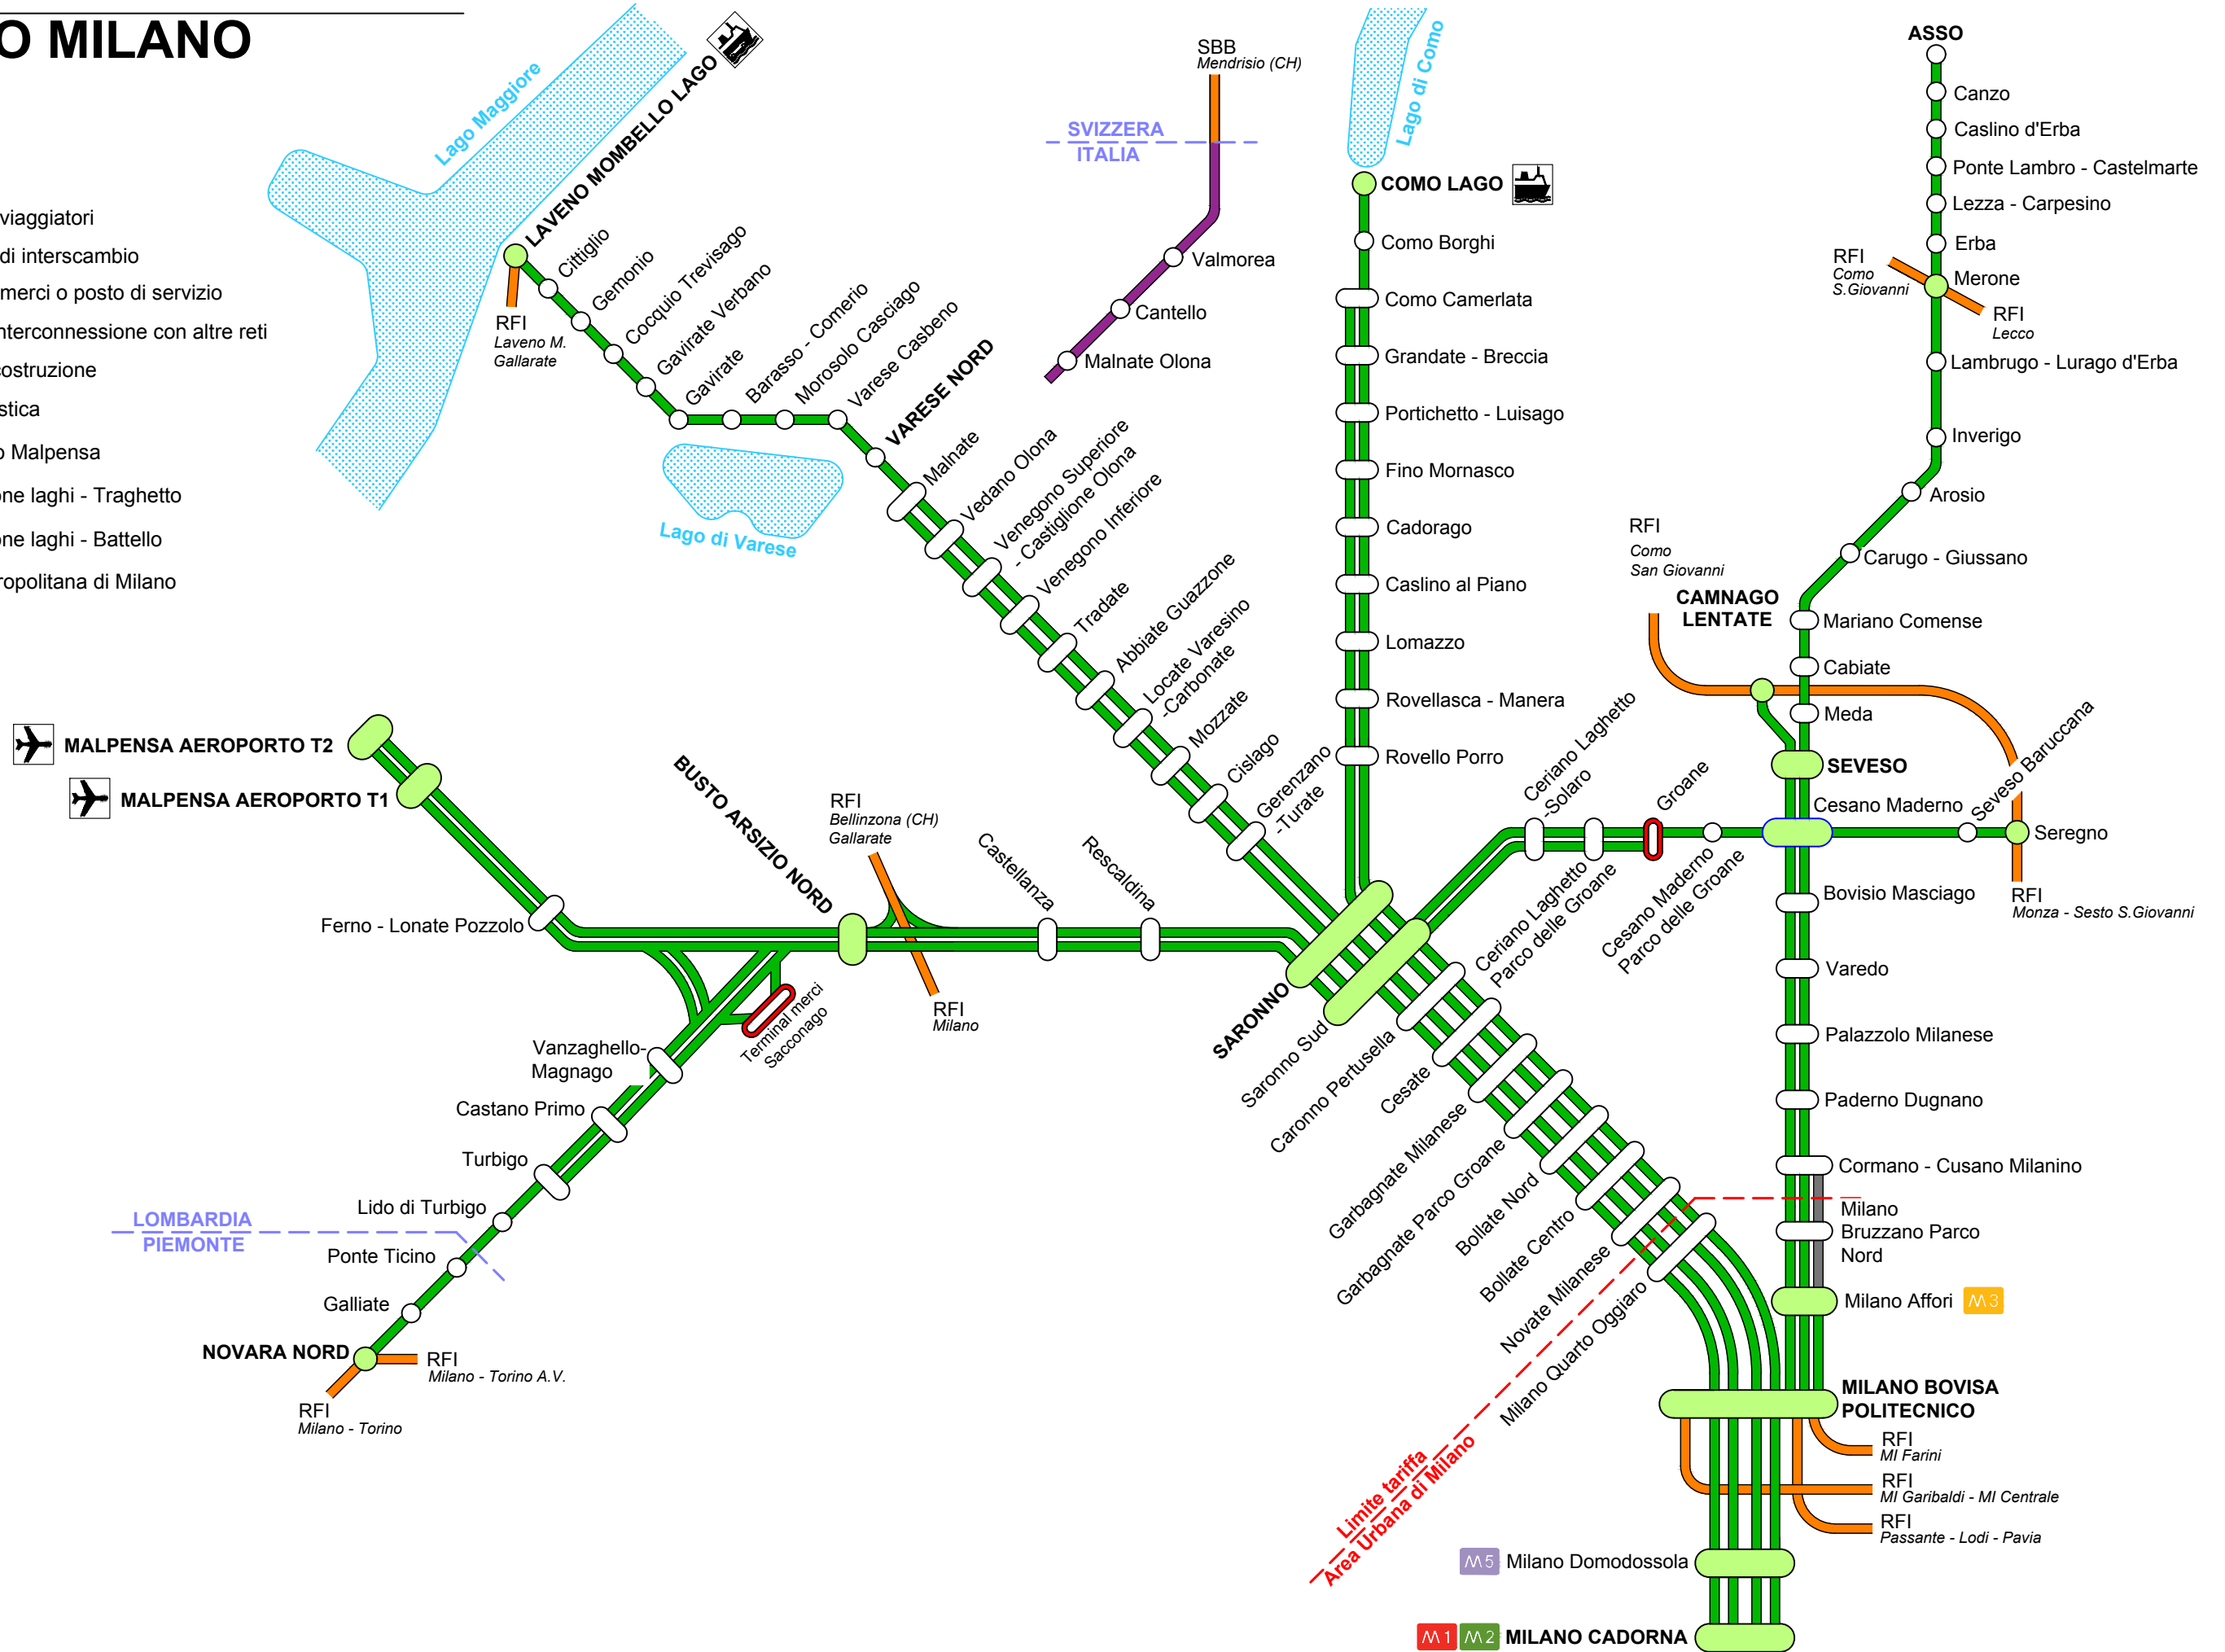 O MILANO
viaggiatori
di interscambio
merci o posto di servizio
nterconnessione con altre reti
costruzione
stica
o Malpensa
one laghi - Traghetto
one laghi - Battello
ropolitana di Milano
Lago Maggiore
LAVENO MOMBELLO LAGO
RFI
Laveno M.
Gallarate
Cittiglio
Gemonio
Cocquio Trevisago
Gavirate Verbano
Gavirate
Barasso - Comerio
Morosolo Casciago
Varese Casbeno
VARESE NORD
Lago di Varese
Malnate
Vedano Olona
Venegono Superiore
- Castiglione Olona
Venegono Inferiore
Tradate
Abbiate Guazzone
Locate Varesino
-Carbonate
Mozzate
Cislago
Gerenzano
-Turate
SBB
Mendrisio (CH)
SVIZZERA
ITALIA
Valmorea
Cantello
Malnate Olona
Lago di Como
COMO LAGO
Como Borghi
Como Camerlata
Grandate - Breccia
Portichetto - Luisago
Fino Mornasco
Cadorago
Caslino al Piano
Lomazzo
Rovellasca - Manera
Rovello Porro
ASSO
Canzo
Caslino d'Erba
Ponte Lambro - Castelmarte
Lezza - Carpesino
Erba
RFI
Como
S.Giovanni
Merone
RFI
Lecco
Lambrugo - Lurago d'Erba
Inverigo
Arosio
Carugo - Giussano
RFI
Como
San Giovanni
CAMNAGO
LENTATE
Mariano Comense
Cabiate
Meda
SEVESO
Cesano Maderno
Seveso Baruccana
Seregno
RFI
Monza - Sesto S.Giovanni
Ceriano Laghetto
-Solaro
Groane
Ceriano Laghetto
Parco delle Groane
Cesano Maderno
Parco delle Groane
Bovisio Masciago
Varedo
Palazzolo Milanese
Paderno Dugnano
Cormano - Cusano Milanino
Milano
Bruzzano Parco
Nord
Milano Affori
M3
MALPENSA AEROPORTO T2
MALPENSA AEROPORTO T1
Ferno - Lonate Pozzolo
BUSTO ARSIZIO NORD
RFI
Bellinzona (CH)
Gallarate
RFI
Milano
Castellanza
Rescaldina
Terminal merci
Sacconago
Vanzaghello-
Magnago
Castano Primo
Turbigo
Lido di Turbigo
LOMBARDIA
PIEMONTE
Ponte Ticino
Galliate
NOVARA NORD
RFI
Milano - Torino A.V.
RFI
Milano - Torino
SARONNO
Saronno Sud
Caronno Pertusella
Cesate
Garbagnate Milanese
Garbagnate Parco Groane
Bollate Nord
Bollate Centro
Novate Milanese
Milano Quarto Oggiaro
Limite tariffa
Area Urbana di Milano
MILANO BOVISA
POLITECNICO
RFI
MI Farini
RFI
MI Garibaldi - MI Centrale
RFI
Passante - Lodi - Pavia
M5 Milano Domodossola
M1 M2 MILANO CADORNA